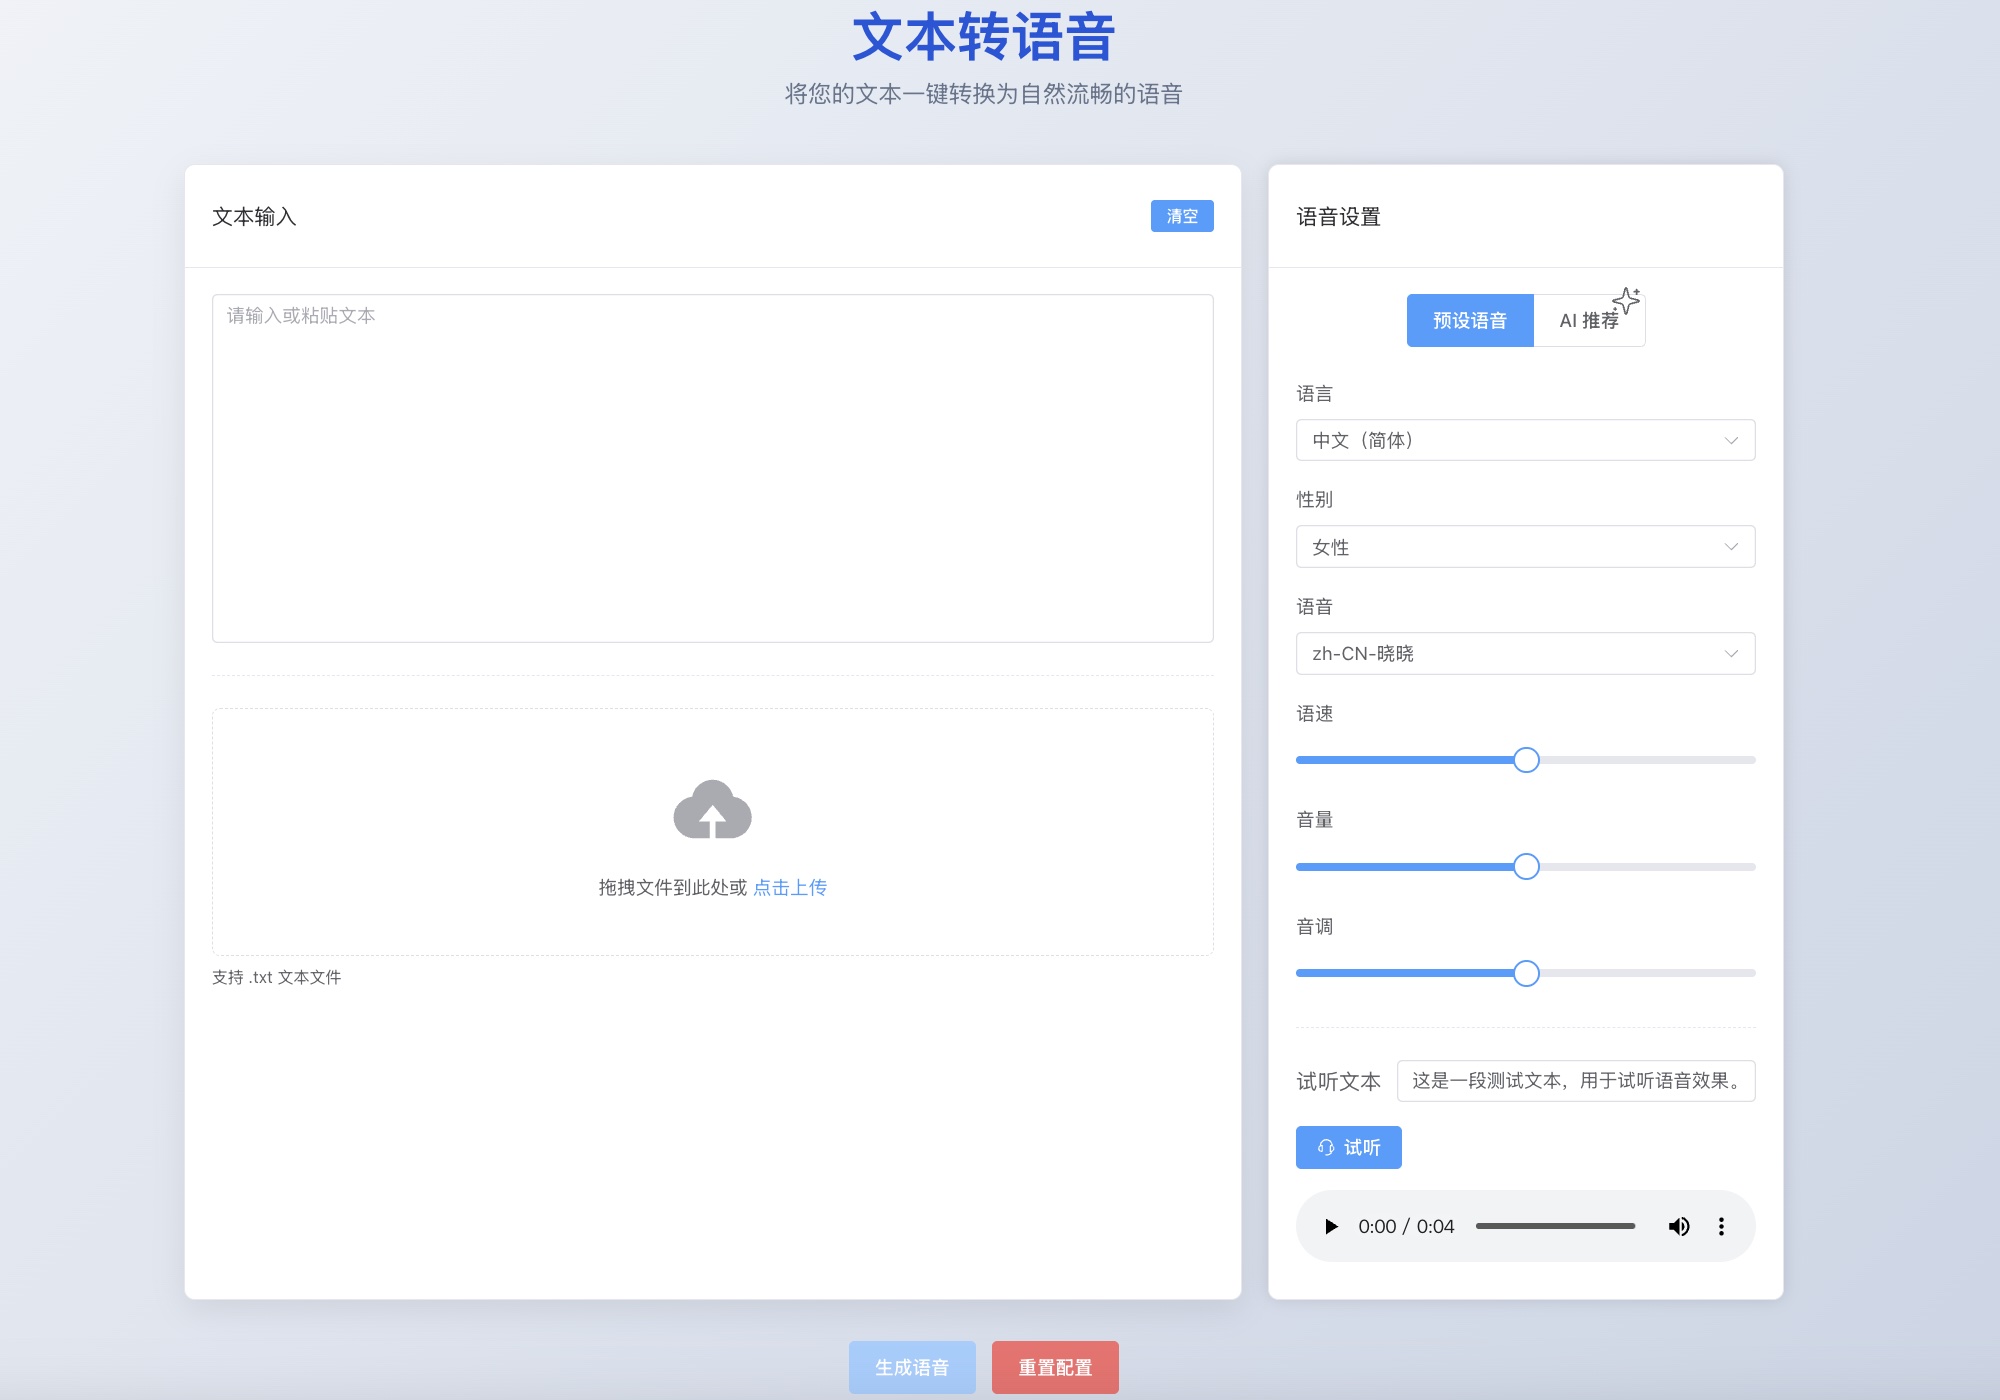 文本转语音
将您的文本一键转换为自然流畅的语音
文本输入
清空
请输入或粘贴文本
拖拽文件到此处或 点击上传
支持 .txt 文本文件
语音设置
预设语音
AI 推荐
语言
中文（简体）
性别
女性
语音
zh-CN-晓晓
语速
音量
音调
试听文本
这是一段测试文本，用于试听语音效果。
试听
0:00 / 0:04
生成语音
重置配置